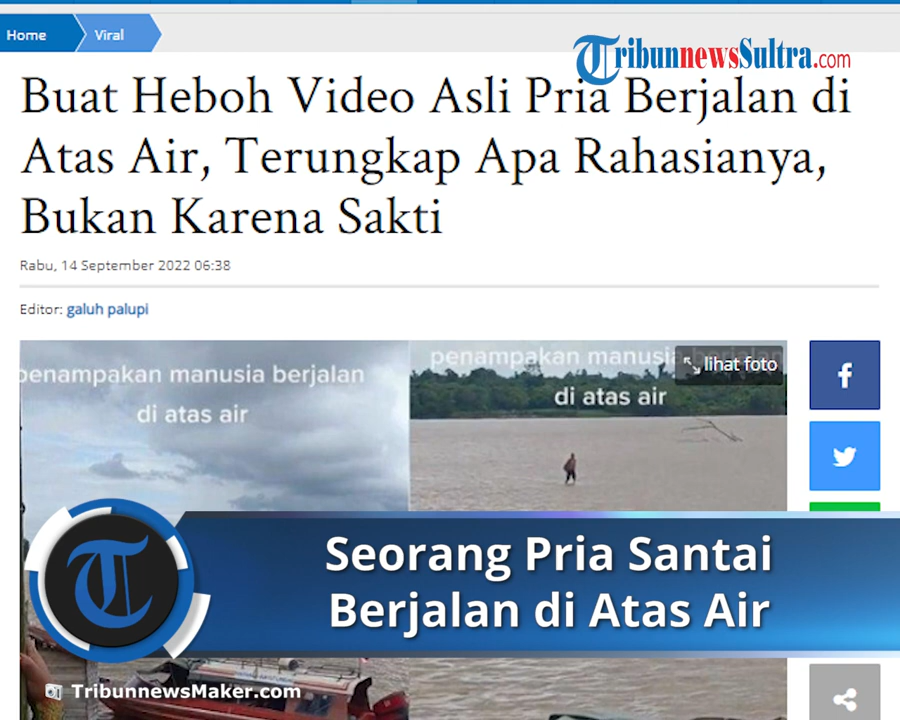 Home
Viral
TribunnewsSultra.com
Buat Heboh Video Asli Pria Berjalan di
Atas Air, Terungkap Apa Rahasianya,
Bukan Karena Sakti
Rabu, 14 September 2022 06:38
Editor: galuh palupi
penampakan manusia berjalan
di atas air
penampakan manusia berjalan
di atas air
lihat foto
Seorang Pria Santai
Berjalan di Atas Air
TribunnewsMaker.com